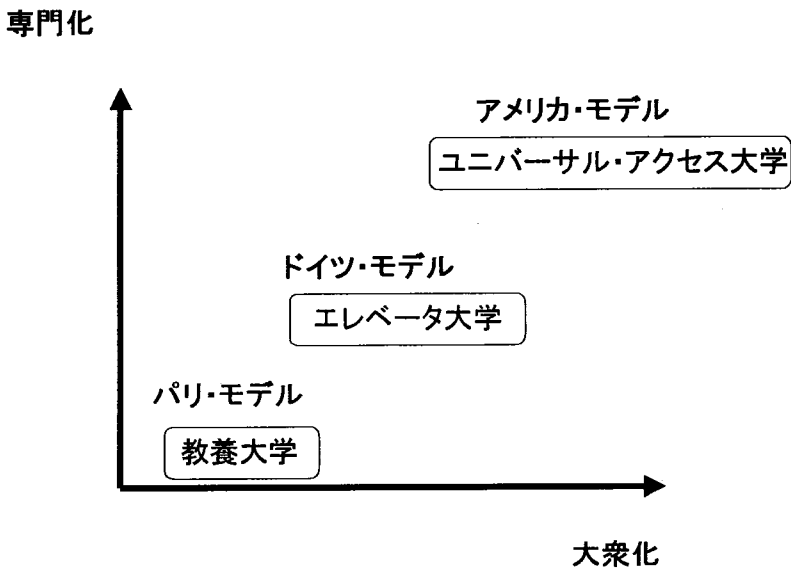 専門化
アメリカ・モデル
ユニバーサル・アクセス大学
ドイツ・モデル
エレベータ大学
パリ・モデル
教養大学
大衆化